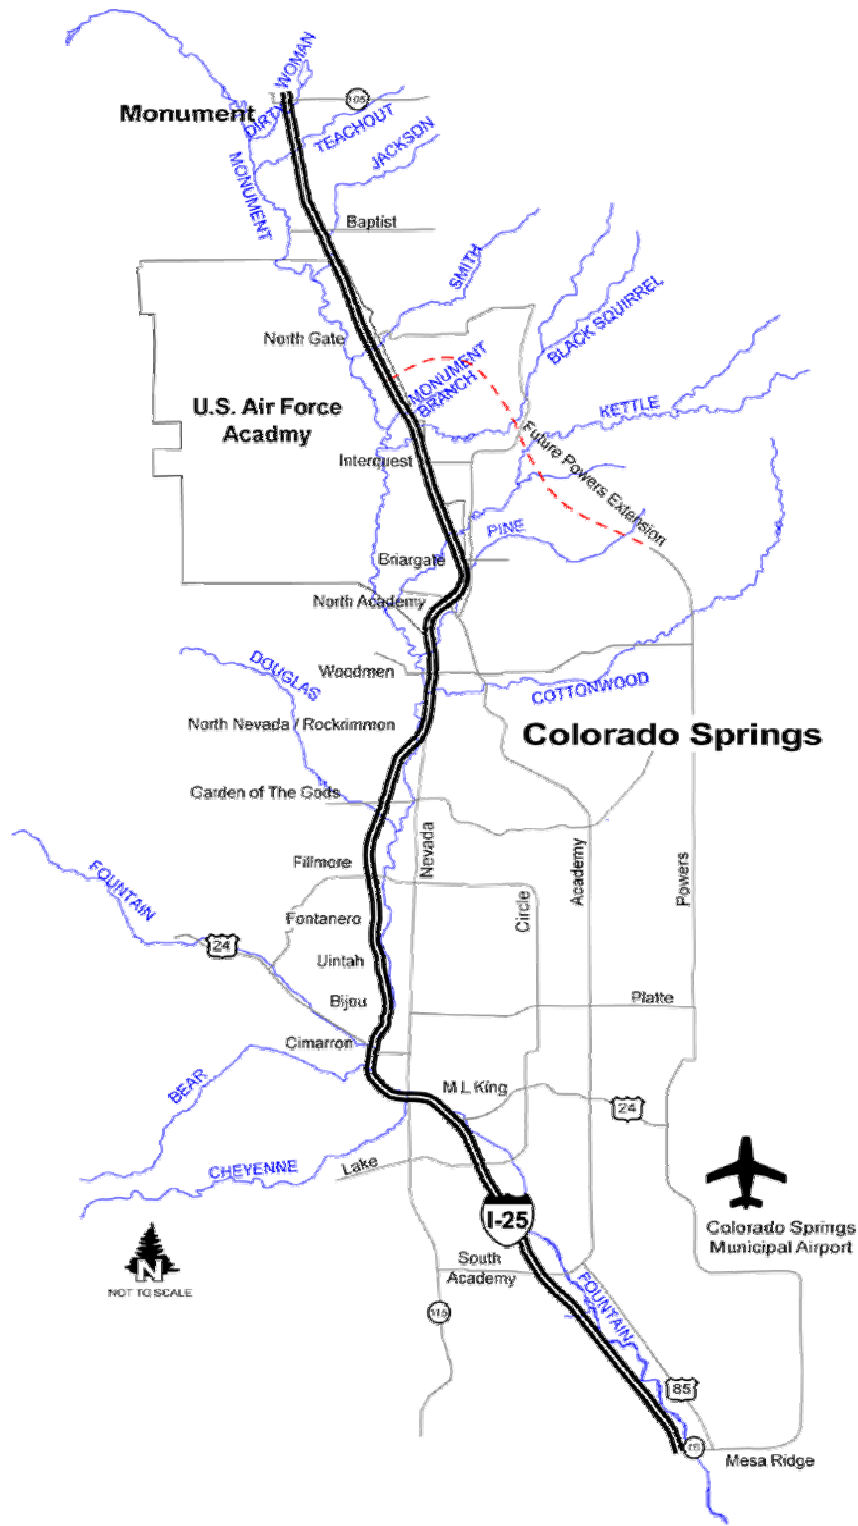 WOMAN
DIRTY
105
Monument
TEACHOUT
JACKSON
MONUMENT
Baptist
SMITH
BLACK SQUIRREL
North Gate
MONUMENT
BRANCH
KETTLE
U.S. Air Force
Acadmy
Future Powers Extension
Interquest
PINE
Briargate
North Academy
DOUGLAS
Woodmen
COTTONWOOD
North Nevada / Rockrimmon
Colorado Springs
Garden of The Gods
Nevada
Academy
Powers
Fillmore
FOUNTAIN
Circle
Fontanero
24
Uintah
Bijou
Platte
Cimarron
BEAR
M L King
24
CHEYENNE
Lake
I-25
Colorado Springs
Municipal Airport
N
NOT TO SCALE
South
Academy
FOUNTAIN
115
85
Mesa Ridge